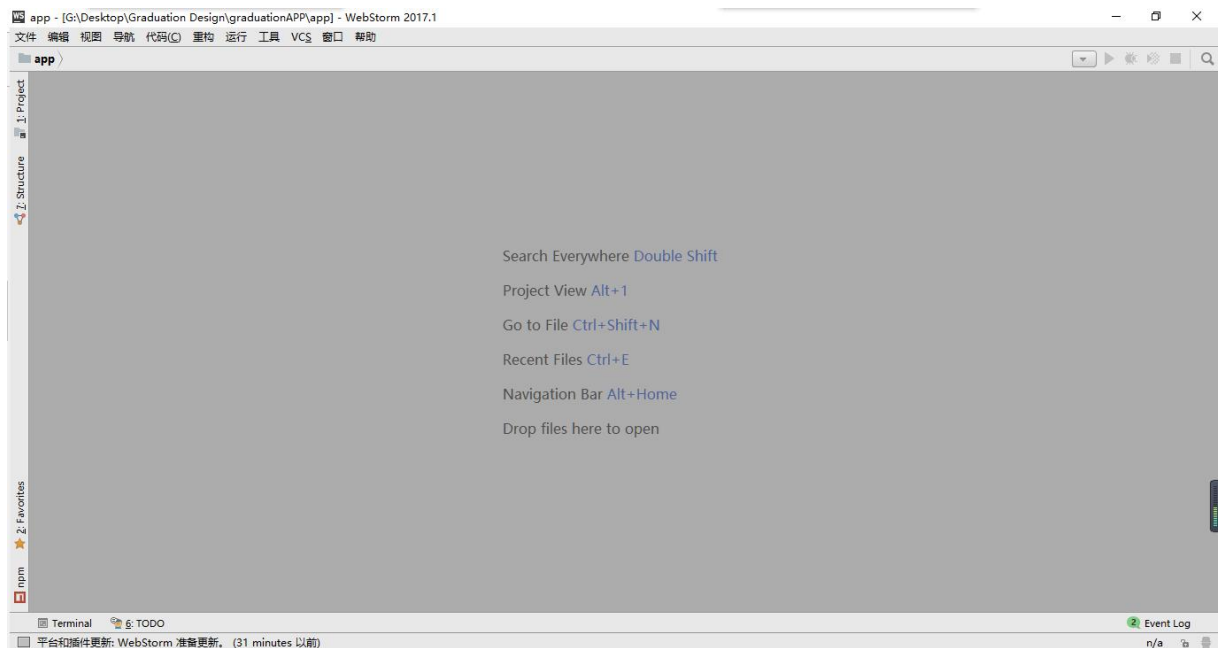 WS app - [G:\Desktop\Graduation Design\graduationAPP\app] - WebStorm 2017.1
文件 编辑 视图 导航 代码(C) 重构 运行 工具 VCS 窗口 帮助
app
1: Project
7: Structure
Search Everywhere Double Shift
Project View Alt+1
Go to File Ctrl+Shift+N
Recent Files Ctrl+E
Navigation Bar Alt+Home
Drop files here to open
2: Favorites
npm
Terminal 6: TODO 2 Event Log
平台和插件更新: WebStorm 准备更新。 (31 minutes 以前) n/a